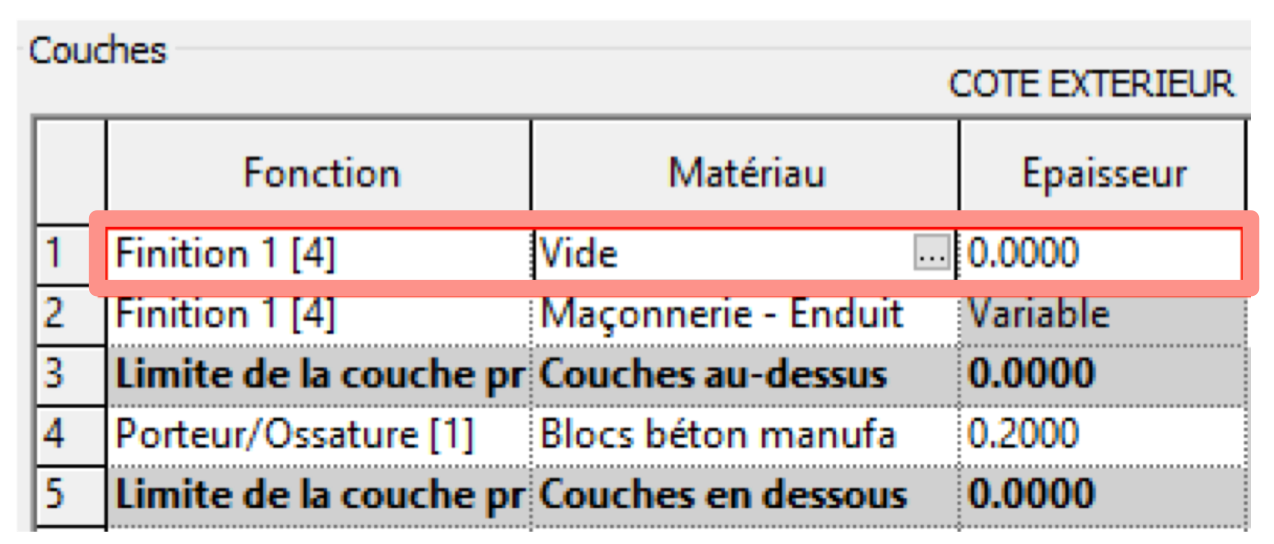 Couches
COTE EXTERIEUR
Fonction Matériau Epaisseur
1 Finition 1 [4] Vide ... 0.0000
2 Finition 1 [4] Maçonnerie - Enduit Variable
3 Limite de la couche pr Couches au-dessus 0.0000
4 Porteur/Ossature [1] Blocs béton manufa 0.2000
5 Limite de la couche pr Couches en dessous 0.0000